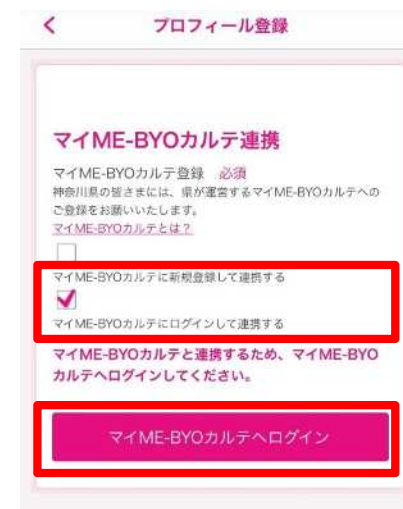 プロフィール登録
マイME-BYOカルテ連携
マイME-BYOカルテ登録 必須
神奈川県の皆さまには、県が運営するマイME-BYOカルテへの
ご登録をお願いいたします。
マイME-BYOカルテとは？
マイME-BYOカルテに新規登録して連携する
マイME-BYOカルテにログインして連携する
マイME-BYOカルテと連携するため、マイME-BYO
カルテへログインしてください。
マイME-BYOカルテへログイン